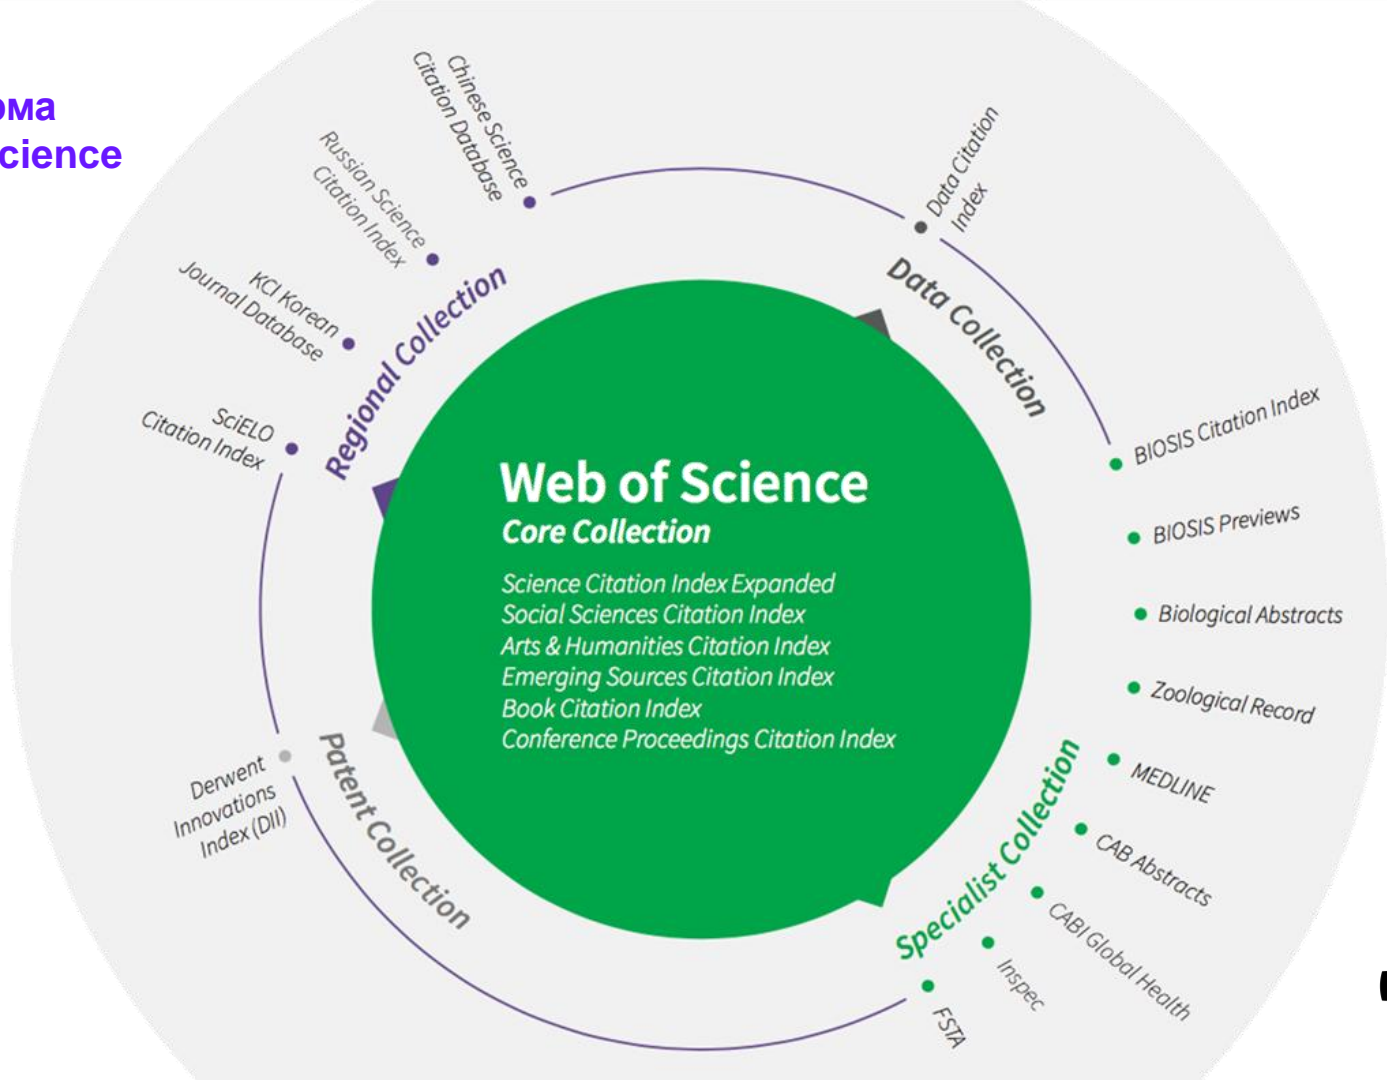 рма
cience
Chinese Science
Citation Database
Russian Science
Citation Index
KCI Korean
Journal Database
SciELO
Citation Index
Regional Collection
Data Citation
Index
Data Collection
Web of Science
Core Collection
Science Citation Index Expanded
Social Sciences Citation Index
Arts & Humanities Citation Index
Emerging Sources Citation Index
Book Citation Index
Conference Proceedings Citation Index
BIOSIS Citation Index
BIOSIS Previews
Biological Abstracts
Zoological Record
MEDLINE
CAB Abstracts
CABI Global Health
Inspec
FSTA
Specialist Collection
Patent Collection
Derwent
Innovations
Index (DII)